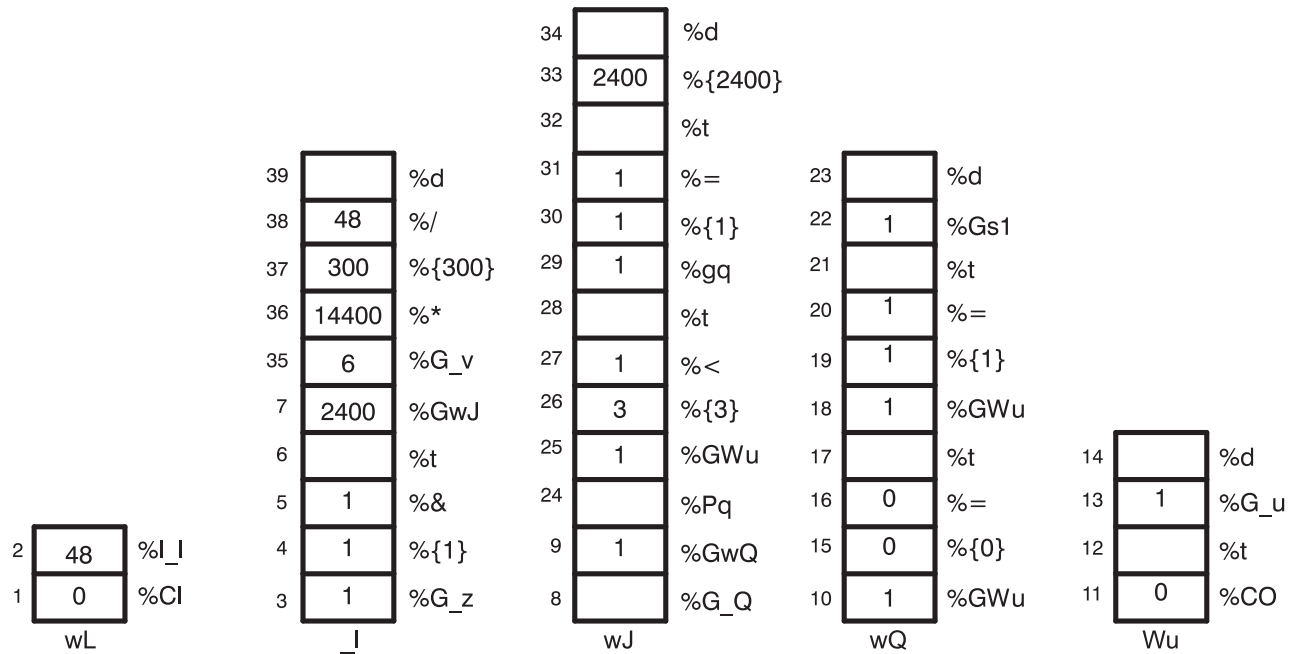 34 %d
33 2400 %{2400}
32 %t
39 %d 31 1 %= 23 %d
38 48 %/ 30 1 %{1} 22 1 %Gs1
37 300 %{300} 29 1 %gq 21 %t
36 14400 %* 28 %t 20 1 %=
35 6 %G_v 27 1 %< 19 1 %{1}
7 2400 %GwJ 26 3 %{3} 18 1 %GWu
6 %t 25 1 %GWu 17 %t 14 %d
5 1 %& 24 %Pq 16 0 %= 13 1 %G_u
2 48 %I_I 4 1 %{1} 9 1 %GwQ 15 0 %{0} 12 %t
1 0 %CI 3 1 %G_z 8 %G_Q 10 1 %GWu 11 0 %CO
wL _I wJ wQ Wu